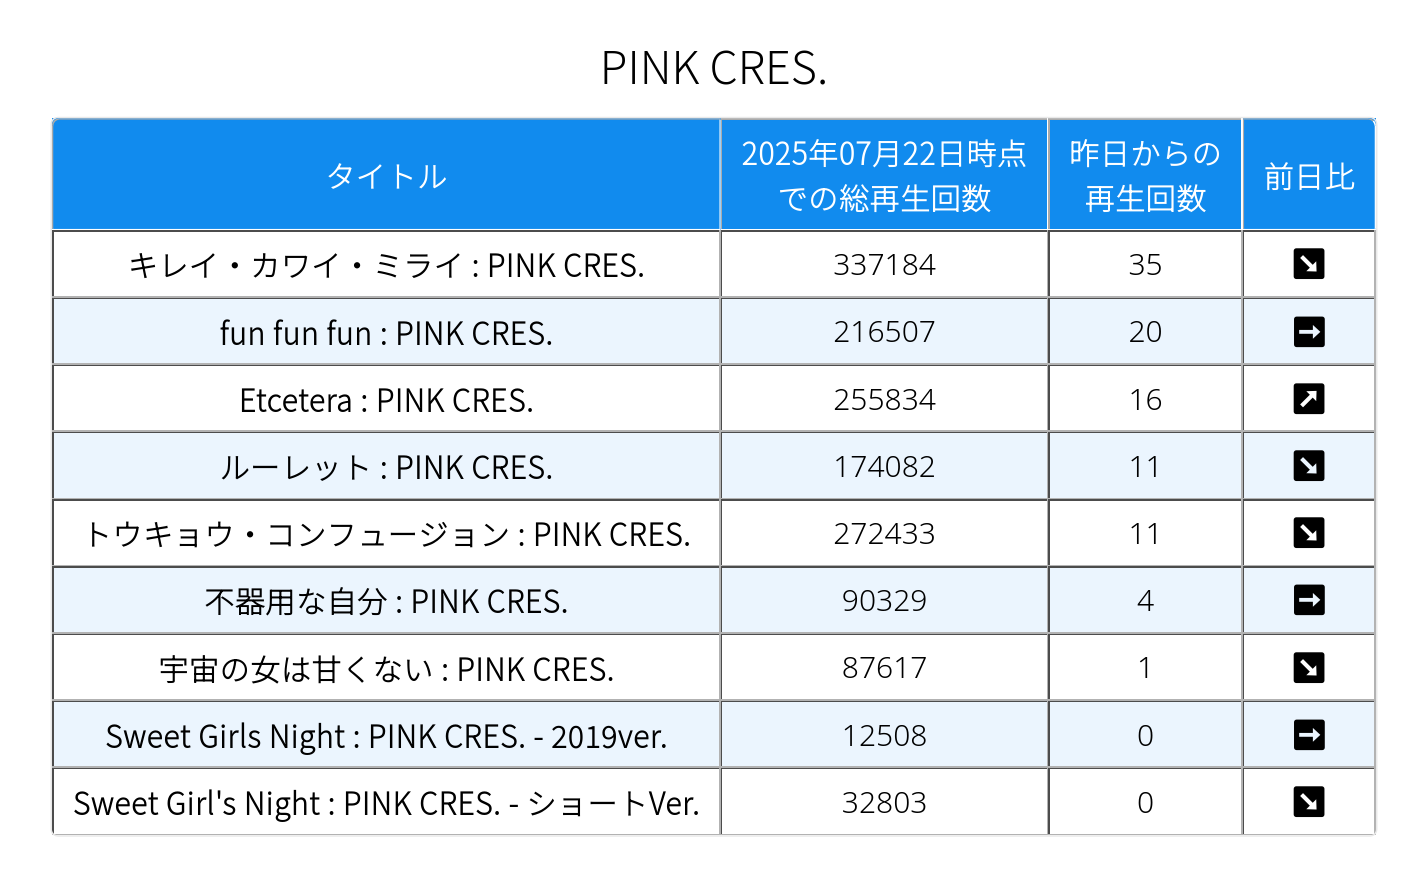 PINK CRES.
タイトル 2025年07月22日時点での総再生回数 昨日からの再生回数 前日比
キレイ・カワイ・ミライ : PINK CRES. 337184 35 ↘
fun fun fun : PINK CRES. 216507 20 →
Etcetera : PINK CRES. 255834 16 ↗
ルーレット : PINK CRES. 174082 11 ↘
トウキョウ・コンフュージョン : PINK CRES. 272433 11 ↘
不器用な自分 : PINK CRES. 90329 4 →
宇宙の女は甘くない : PINK CRES. 87617 1 ↘
Sweet Girls Night : PINK CRES. - 2019ver. 12508 0 →
Sweet Girl's Night : PINK CRES. - ショートVer. 32803 0 ↘